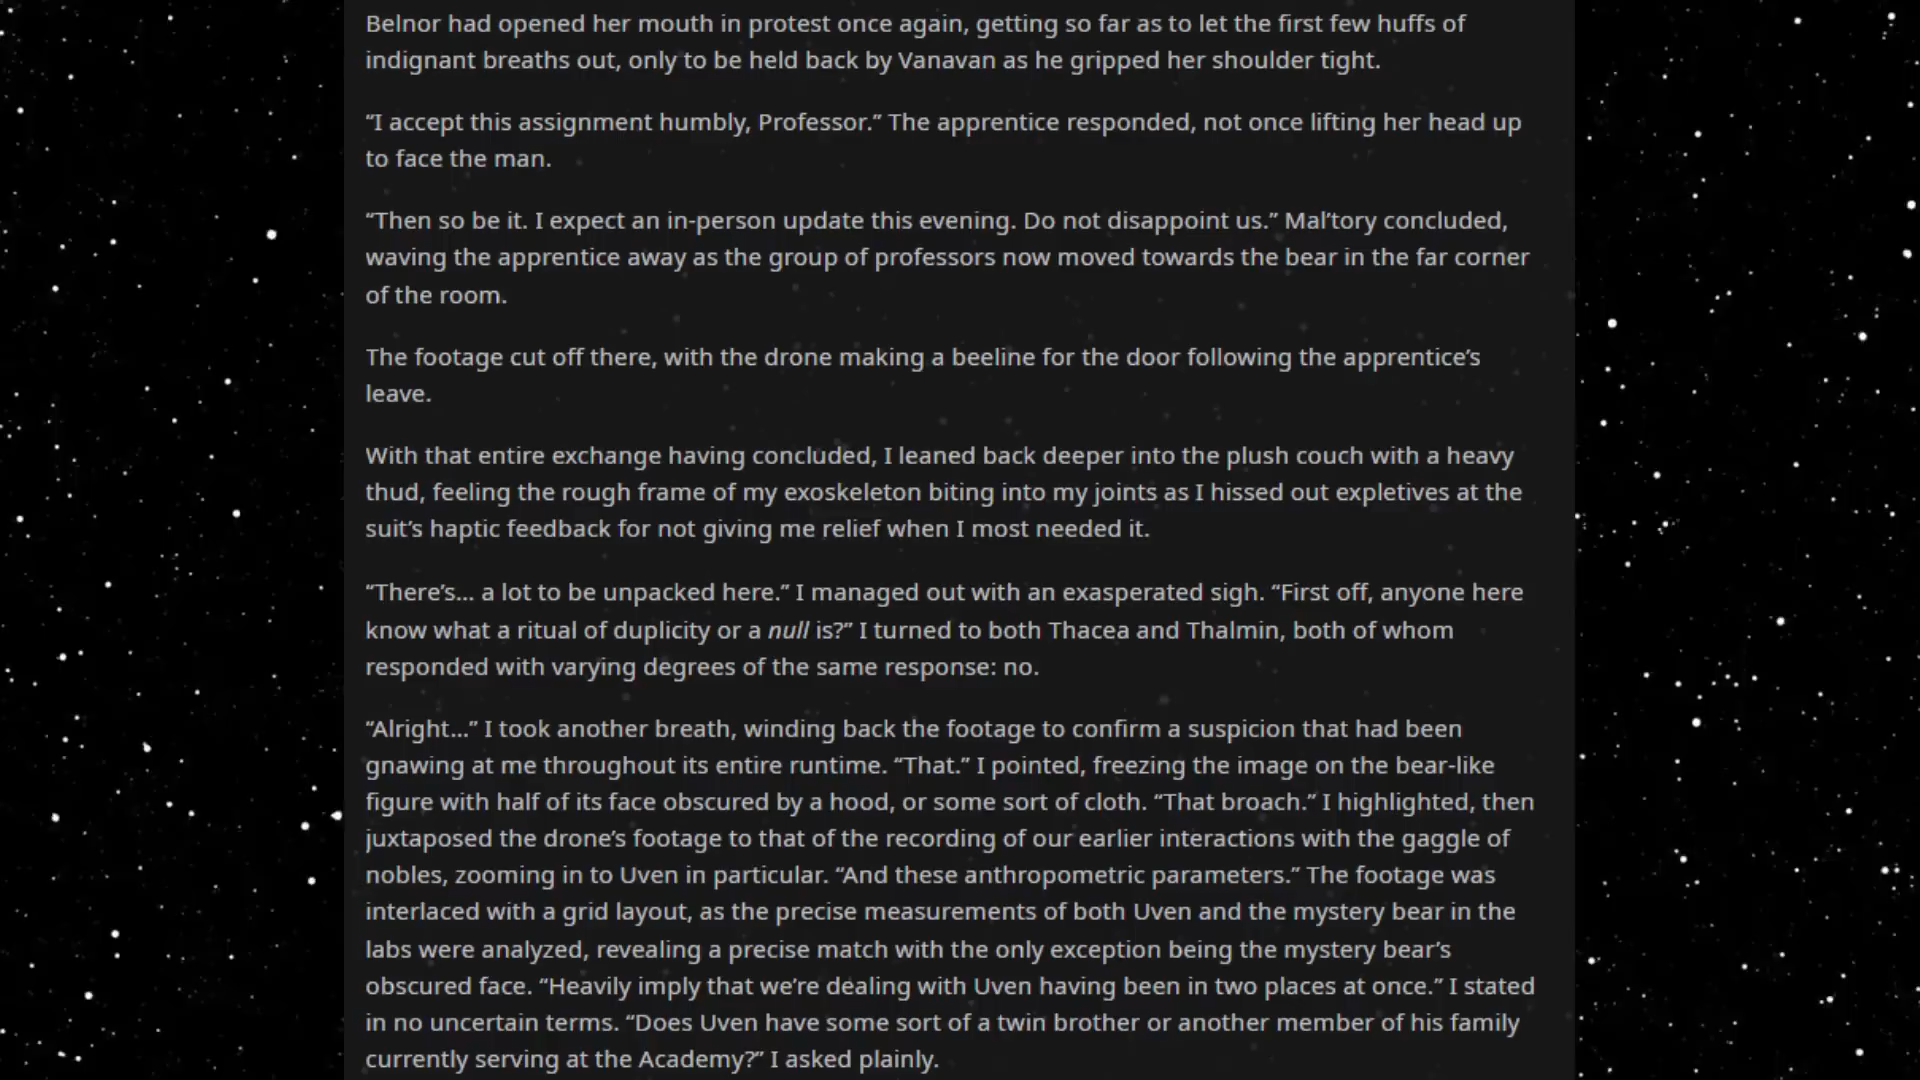 Belnor had opened her mouth in protest once again, getting so far as to let the first few huffs of
indignant breaths out, only to be held back by Vanavan as he gripped her shoulder tight.
“I accept this assignment humbly, Professor.” The apprentice responded, not once lifting her head up
to face the man.
“Then so be it. I expect an in-person update this evening. Do not disappoint us.” Mal’tory concluded,
waving the apprentice away as the group of professors now moved towards the bear in the far corner
of the room.
The footage cut off there, with the drone making a beeline for the door following the apprentice’s
leave.
With that entire exchange having concluded, I leaned back deeper into the plush couch with a heavy
thud, feeling the rough frame of my exoskeleton biting into my joints as I hissed out expletives at the
suit’s haptic feedback for not giving me relief when I most needed it.
“There’s… a lot to be unpacked here.” I managed out with an exasperated sigh. “First off, anyone here
know what a ritual of duplicity or a null is?” I turned to both Thacea and Thalmin, both of whom
responded with varying degrees of the same response: no.
“Alright…” I took another breath, winding back the footage to confirm a suspicion that had been
gnawing at me throughout its entire runtime. “That.” I pointed, freezing the image on the bear-like
figure with half of its face obscured by a hood, or some sort of cloth. “That broach.” I highlighted, then
juxtaposed the drone’s footage to that of the recording of our earlier interactions with the gaggle of
nobles, zooming in to Uven in particular. “And these anthropometric parameters.” The footage was
interlaced with a grid layout, as the precise measurements of both Uven and the mystery bear in the
labs were analyzed, revealing a precise match with the only exception being the mystery bear’s
obscured face. “Heavily imply that we’re dealing with Uven having been in two places at once.” I stated
in no uncertain terms. “Does Uven have some sort of a twin brother or another member of his family
currently serving at the Academy?” I asked plainly.